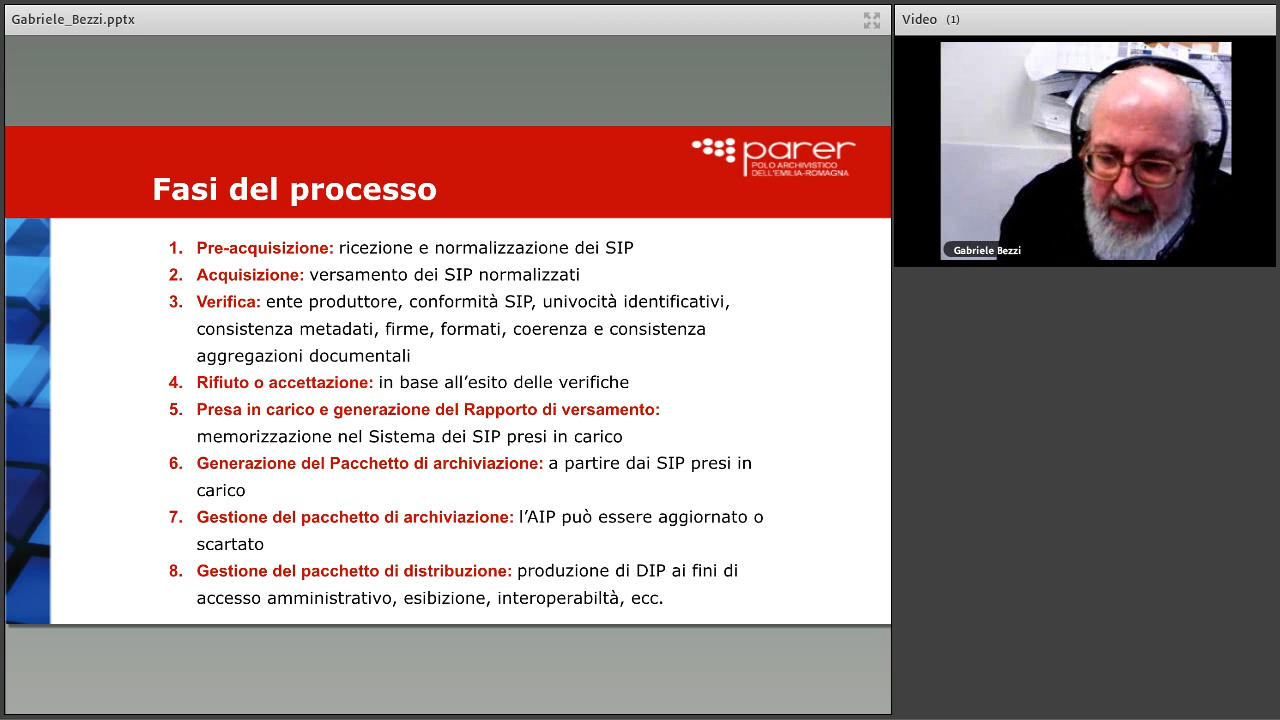 Gabriele_Bezzi.pptx
Video (1)
parer
POLO ARCHIVISTICO
DELL'EMILIA-ROMAGNA
Fasi del processo
1. Pre-acquisizione: ricezione e normalizzazione dei SIP
2. Acquisizione: versamento dei SIP normalizzati
3. Verifica: ente produttore, conformità SIP, univocità identificativi,
consistenza metadati, firme, formati, coerenza e consistenza
aggregazioni documentali
4. Rifiuto o accettazione: in base all’esito delle verifiche
5. Presa in carico e generazione del Rapporto di versamento:
memorizzazione nel Sistema dei SIP presi in carico
6. Generazione del Pacchetto di archiviazione: a partire dai SIP presi in
carico
7. Gestione del pacchetto di archiviazione: l’AIP può essere aggiornato o
scartato
8. Gestione del pacchetto di distribuzione: produzione di DIP ai fini di
accesso amministrativo, esibizione, interoperabiltà, ecc.
Gabriele Bezzi